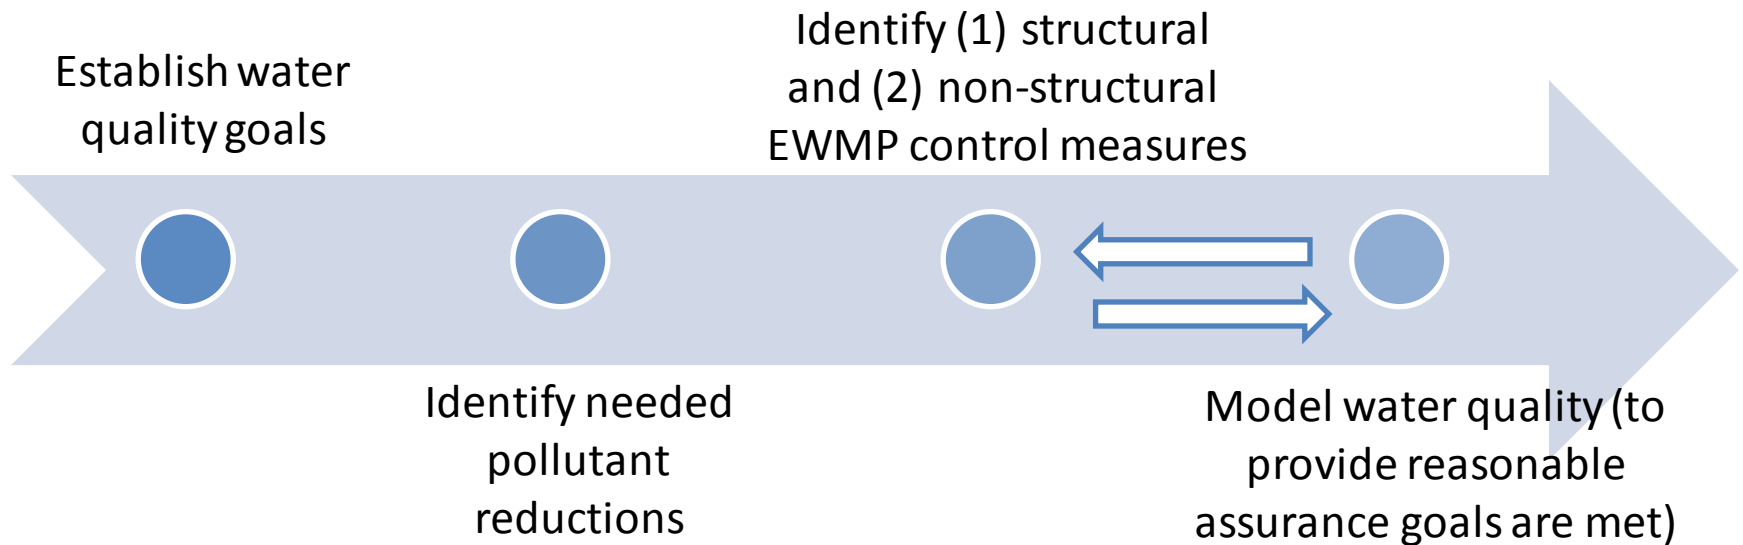 Establish water
quality goals
Identify needed
pollutant
reductions
Identify (1) structural
and (2) non-structural
EWMP control measures
Model water quality (to
provide reasonable
assurance goals are met)